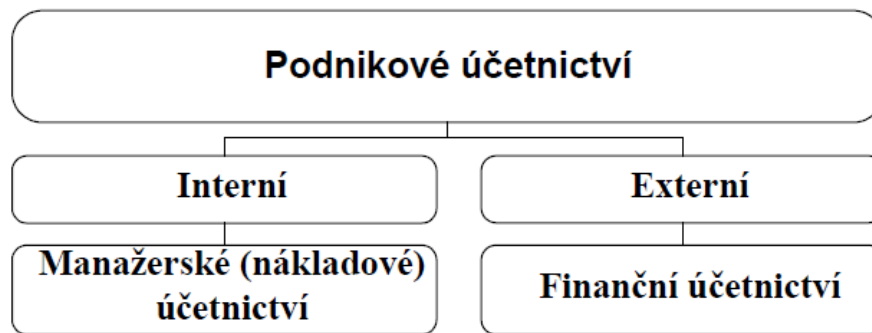 Podnikové účetnictví
Interní
Externí
Manažerské (nákladové)
účetnictví
Finanční účetnictví